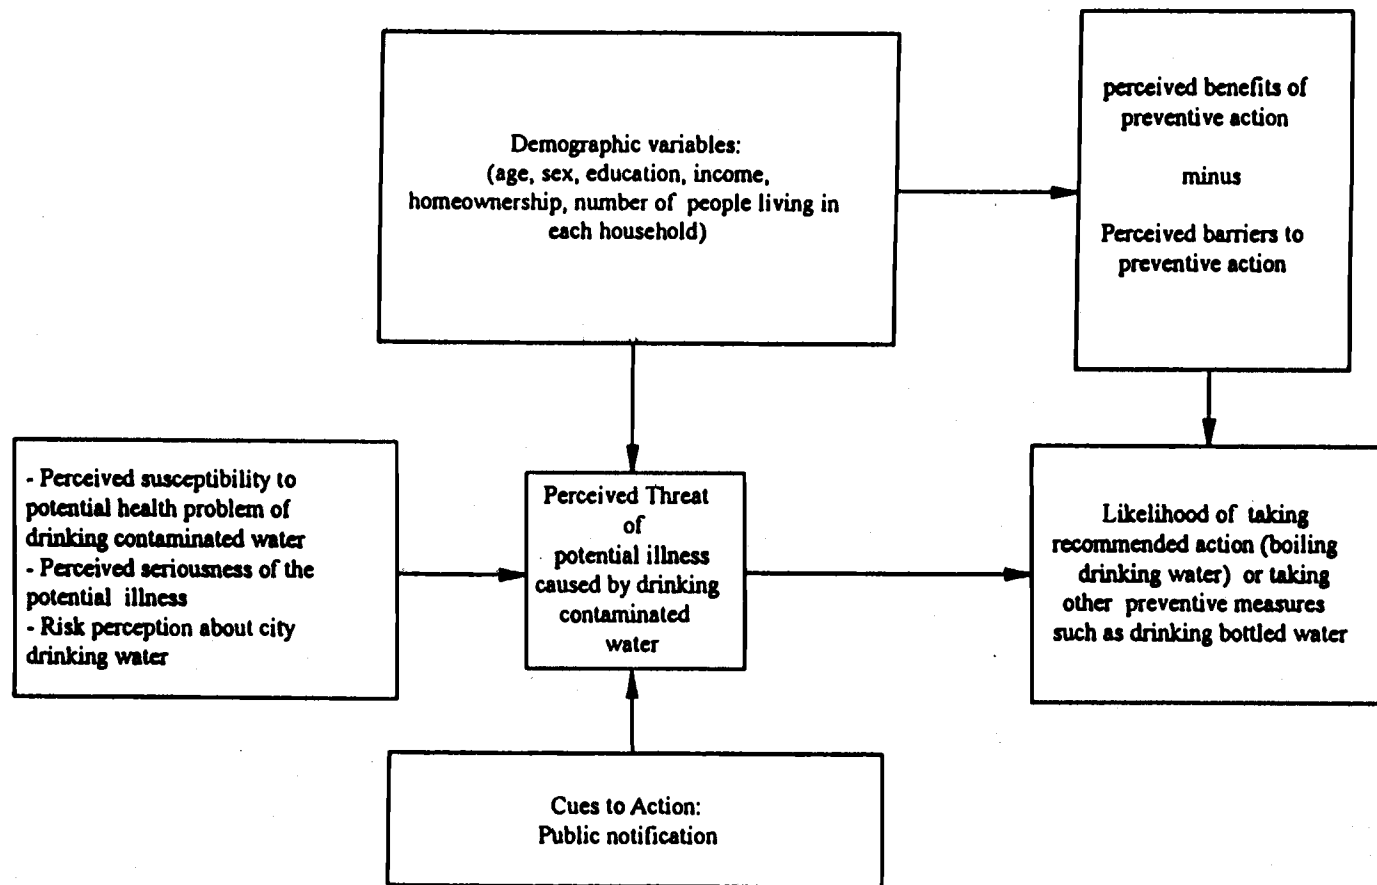 Demographic variables:
(age, sex, education, income,
homeownership, number of people living in
each household)
perceived benefits of
preventive action
minus
Perceived barriers to
preventive action
- Perceived susceptibility to
potential health problem of
drinking contaminated water
- Perceived seriousness of the
potential illness
- Risk perception about city
drinking water
Perceived Threat
of
potential illness
caused by drinking
contaminated
water
Likelihood of taking
recommended action (boiling
drinking water) or taking
other preventive measures
such as drinking bottled water
Cues to Action:
Public notification